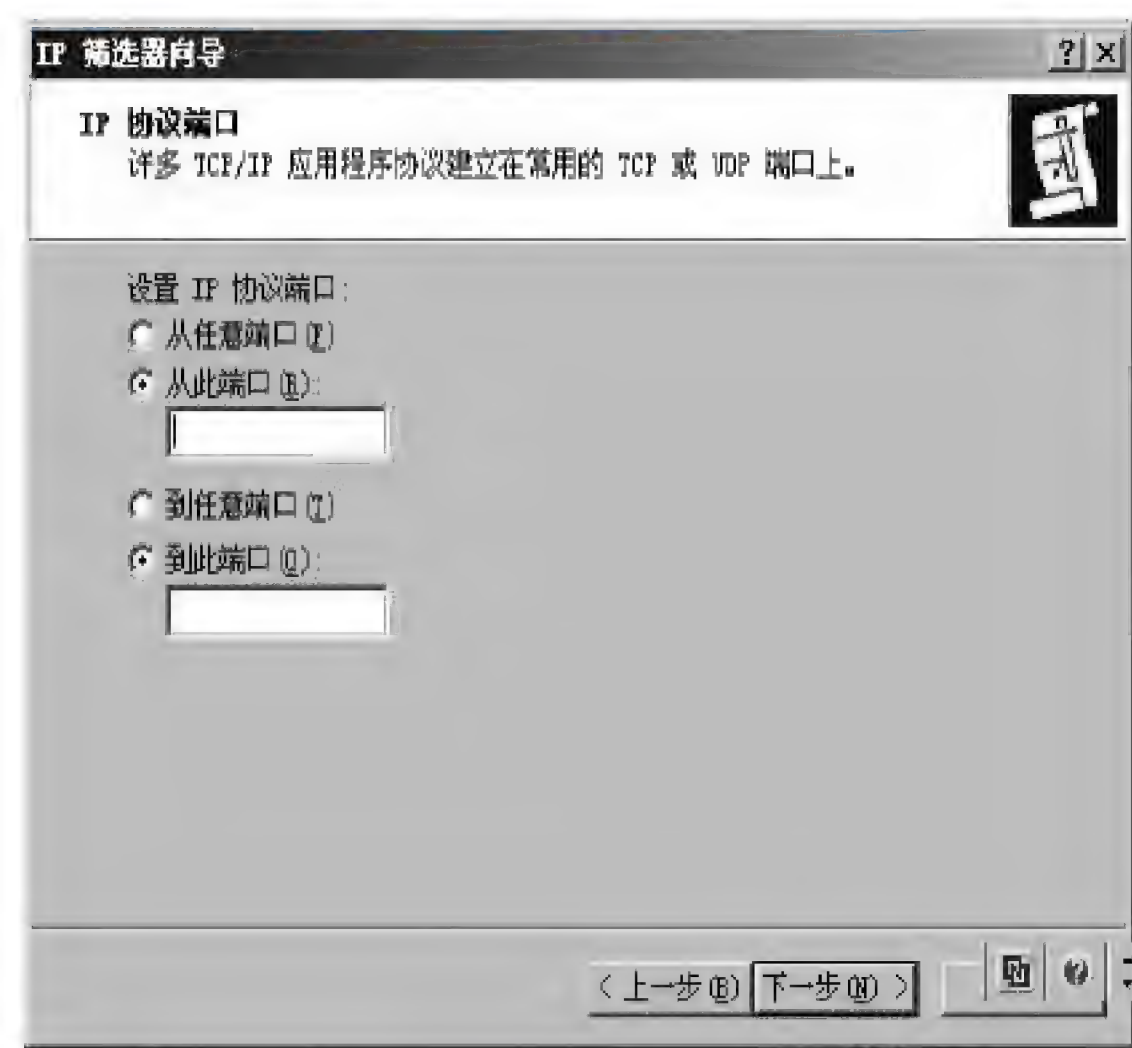 IP 筛选器向导
IP 协议端口
许多 TCP/IP 应用程序协议建立在常用的 TCP 或 UDP 端口上。
设置 IP 协议端口:
从任意端口(F)
从此端口(R):
到任意端口(T)
到此端口(O):
< 上一步(B) 下一步(N) >